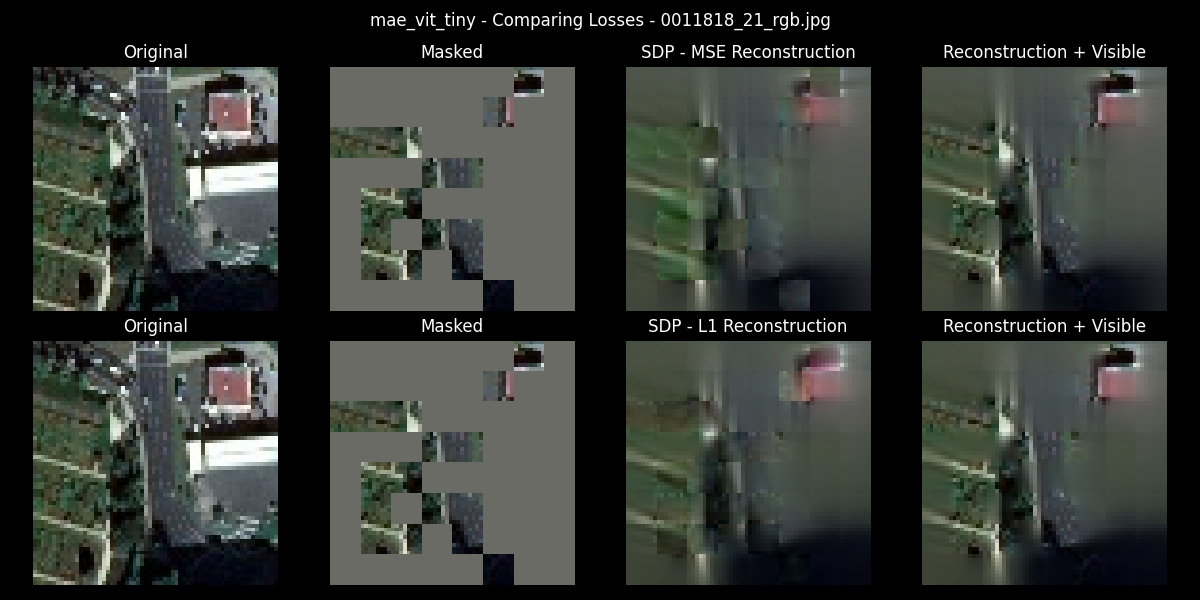 mae_vit_tiny - Comparing Losses - 0011818_21_rgb.jpg
Original
Masked
SDP - MSE Reconstruction
Reconstruction + Visible
Original
Masked
SDP - L1 Reconstruction
Reconstruction + Visible